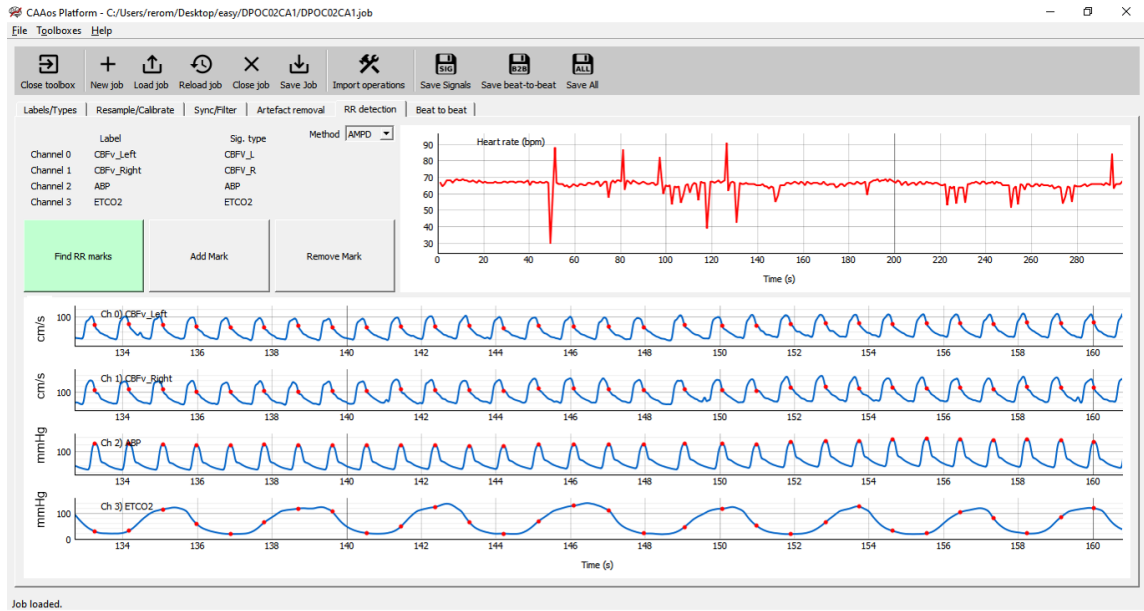 CAAos Platform - C:/Users/rerom/Desktop/easy/DPOC02CA1/DPOC02CA1.job
File Toolboxes Help
Close toolbox New job Load job Reload job Close job Save Job Import operations SIG Save Signals B2B Save beat-to-beat ALL Save All
Labels/Types Resample/Calibrate Sync/Filter Artefact removal RR detection Beat to beat
Label Sig. type Method AMPD
Channel 0 CBFv_Left CBFV_L
Channel 1 CBFv_Right CBFV_R
Channel 2 ABP ABP
Channel 3 ETCO2 ETCO2
Find RR marks Add Mark Remove Mark
Heart rate (bpm)
90
80
70
60
50
40
30
0 20 40 60 80 100 120 140 160 180 200 220 240 260 280
Time (s)
Ch 0) CBFv_Left
cm/s
100
134 136 138 140 142 144 146 148 150 152 154 156 158 160
Ch 1) CBFv_Right
cm/s
100
134 136 138 140 142 144 146 148 150 152 154 156 158 160
Ch 2) ABP
mmHg
100
134 136 138 140 142 144 146 148 150 152 154 156 158 160
Ch 3) ETCO2
mmHg
100
0
134 136 138 140 142 144 146 148 150 152 154 156 158 160
Time (s)
Job loaded.